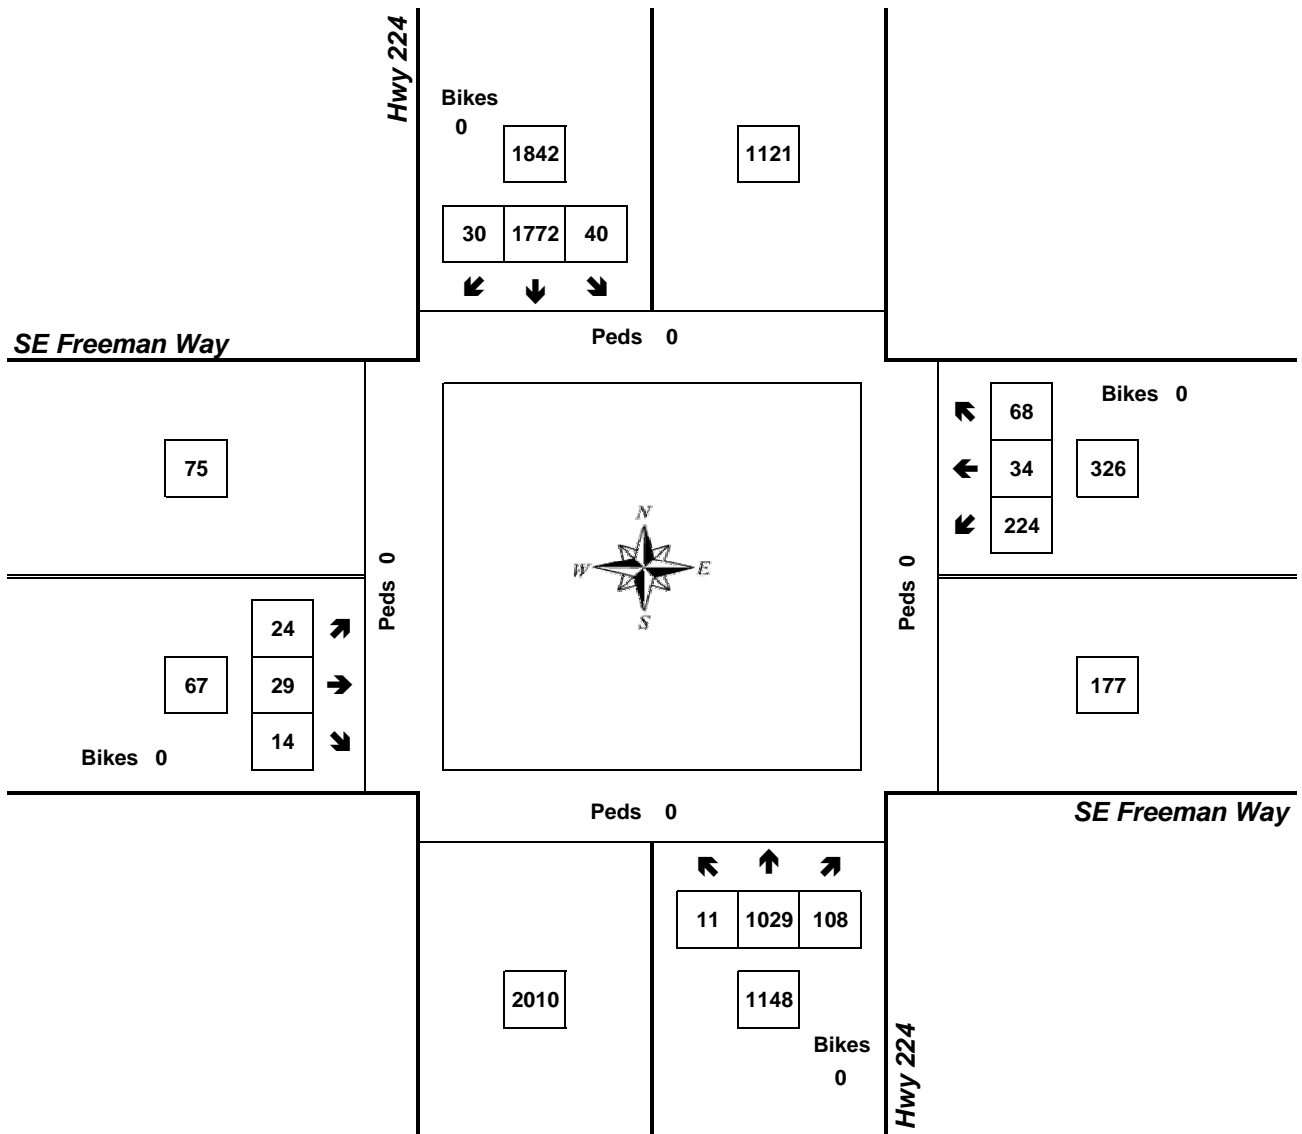 Hwy 224
Bikes
0
1842
1121
30 1772 40
Peds 0
SE Freeman Way
Bikes 0
68
75
34
326
224
N
W E
S
Peds 0
Peds 0
24
67
29
177
14
Bikes 0
Peds 0
SE Freeman Way
11 1029 108
2010
1148
Bikes
0
Hwy 224